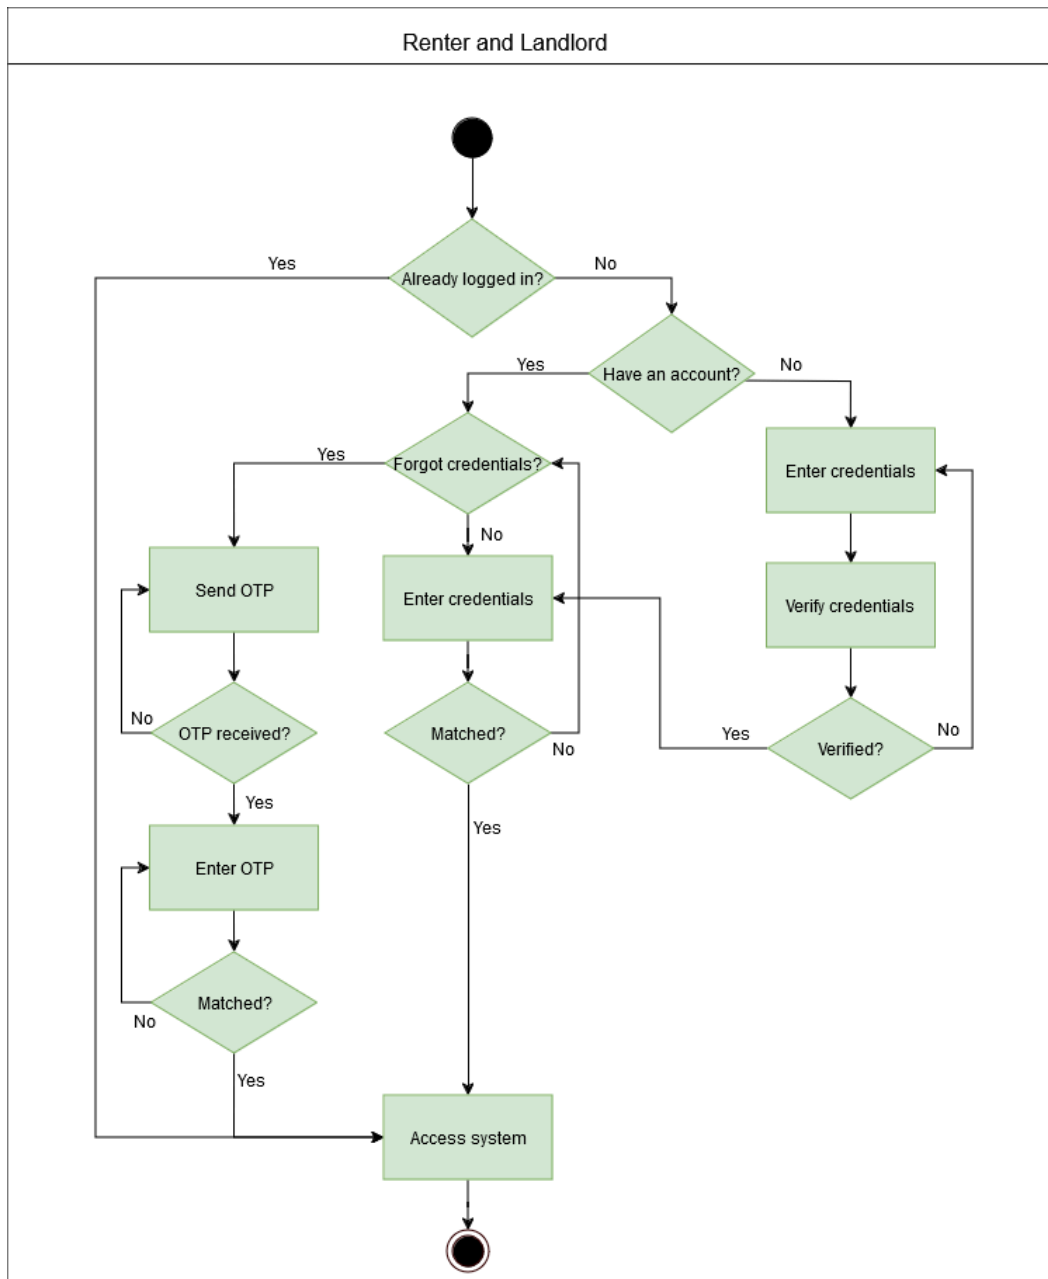 Renter and Landlord
Yes
Already logged in?
No
Yes
Have an account?
No
Yes
Forgot credentials?
Enter credentials
No
Send OTP
Enter credentials
Verify credentials
No
OTP received?
Matched?
No
Yes
Verified?
No
Yes
Yes
Enter OTP
Matched?
No
Yes
Access system